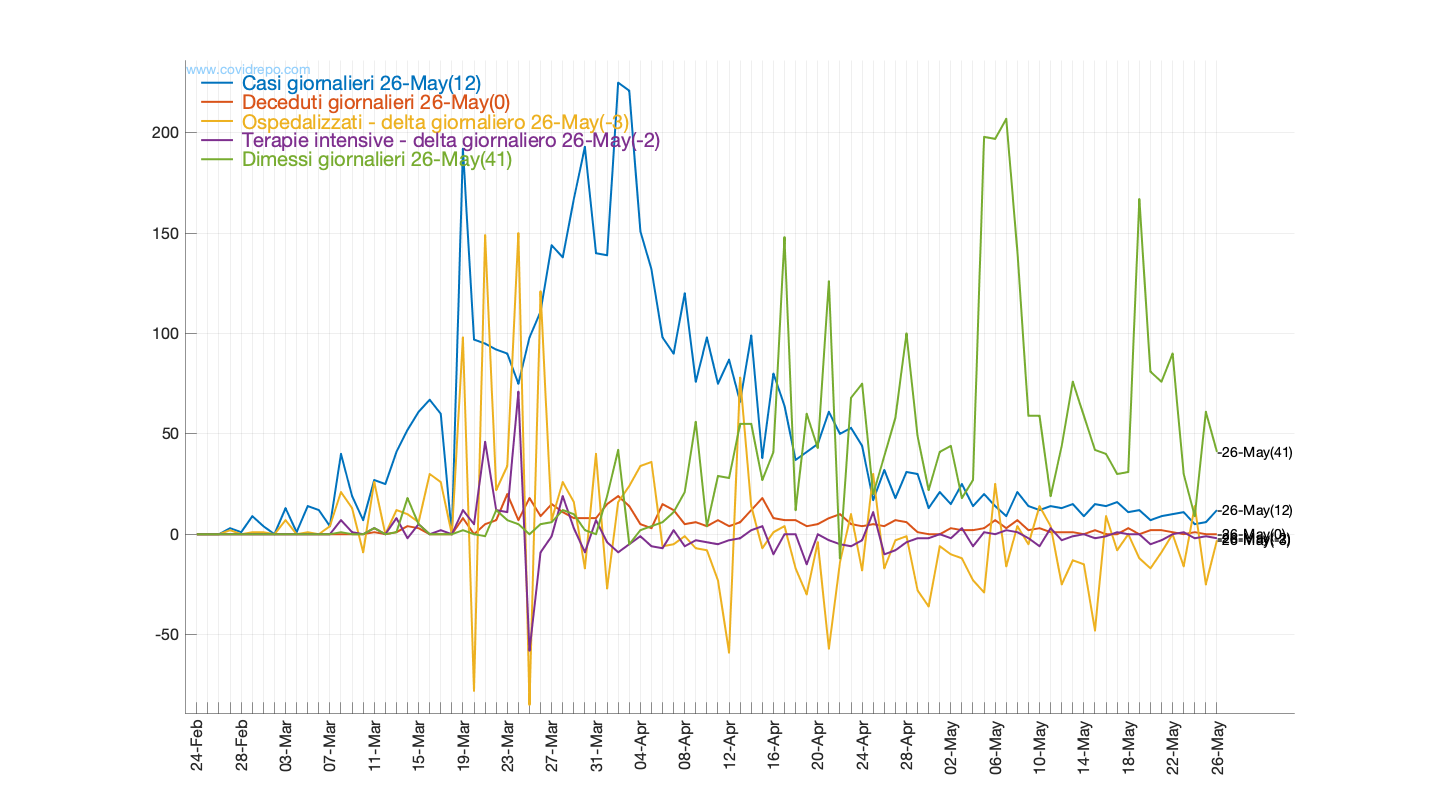 www.covidrepo.com
Casi giornalieri 26-May(12)
Deceduti giornalieri 26-May(0)
Ospedalizzati - delta giornaliero 26-May(-3)
Terapie intensive - delta giornaliero 26-May(-2)
Dimessi giornalieri 26-May(41)
200
150
100
50
0
-50
-26-May(41)
-26-May(12)
-26-May(0)
24-Feb
28-Feb
03-Mar
07-Mar
11-Mar
15-Mar
19-Mar
23-Mar
27-Mar
31-Mar
04-Apr
08-Apr
12-Apr
16-Apr
20-Apr
24-Apr
28-Apr
02-May
06-May
10-May
14-May
18-May
22-May
26-May